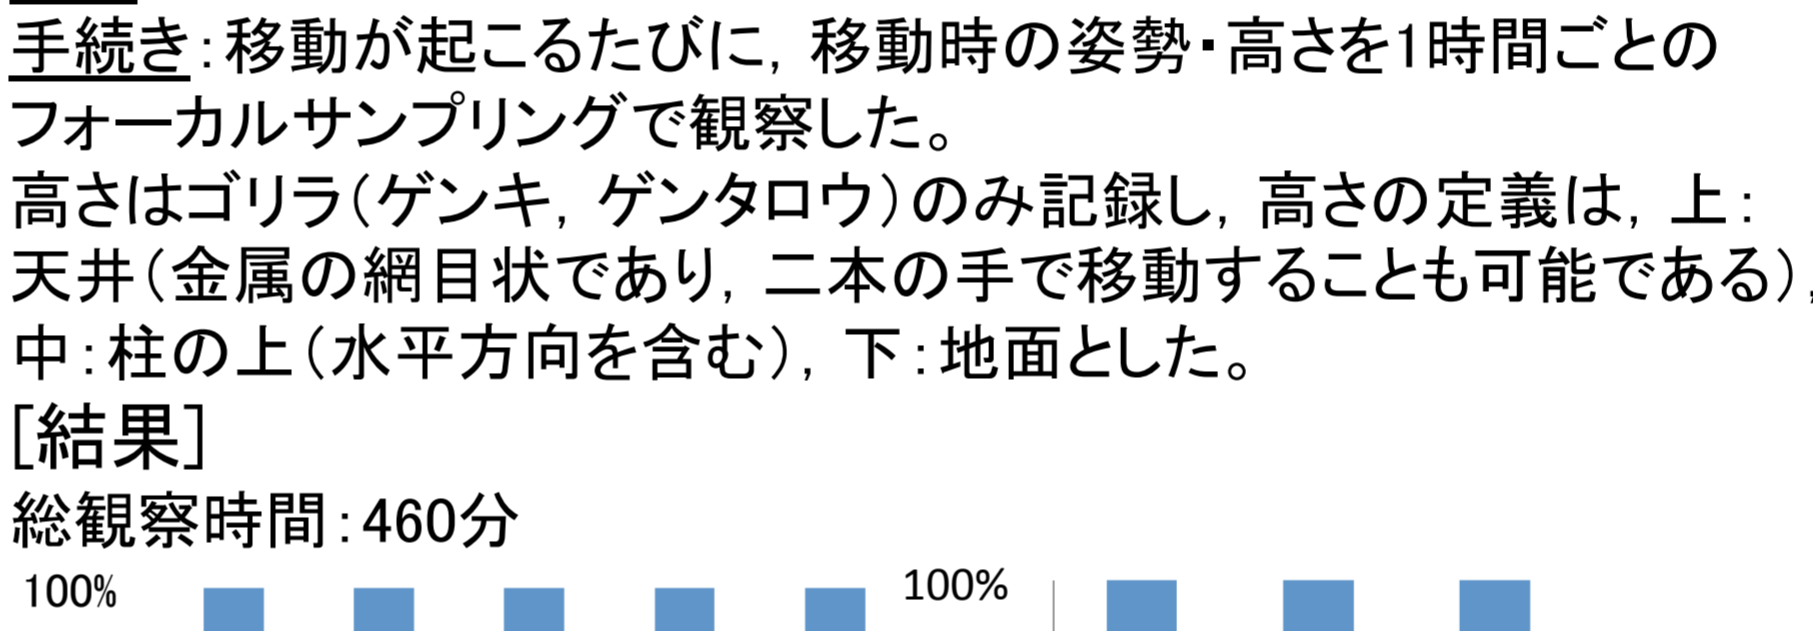 手続き：移動が起こるたびに，移動時の姿勢・高さを1時間ごとの
フォーカルサンプリングで観察した。
高さはゴリラ（ゲンキ，ゲンタロウ）のみ記録し，高さの定義は，上：
天井（金属の網目状であり，二本の手で移動することも可能である），
中：柱の上（水平方向を含む），下：地面とした。
[結果]
総観察時間：460分
100% 100%